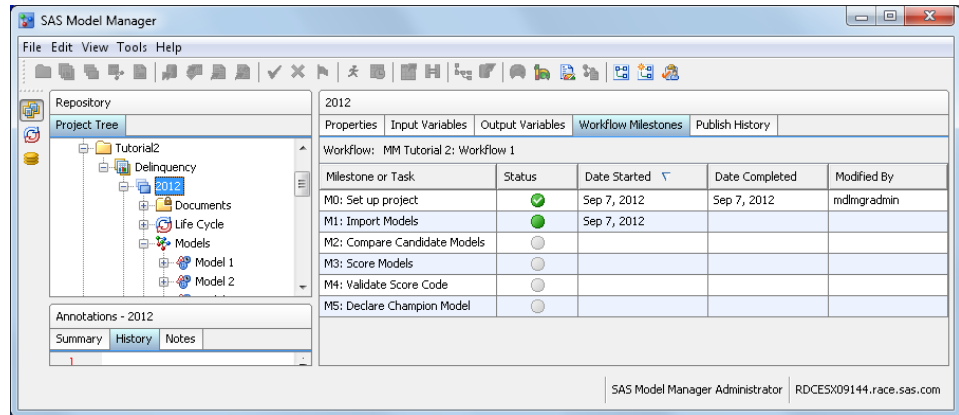 SAS Model Manager
File Edit View Tools Help
Repository
Project Tree
Tutorial2
Delinquency
2012
Documents
Life Cycle
Models
Model 1
Model 2
Annotations - 2012
Summary History Notes
1
2012
Properties Input Variables Output Variables Workflow Milestones Publish History
Workflow: MM Tutorial 2: Workflow 1
Milestone or Task Status Date Started Date Completed Modified By
M0: Set up project Sep 7, 2012 Sep 7, 2012 mdlmgradmin
M1: Import Models Sep 7, 2012
M2: Compare Candidate Models
M3: Score Models
M4: Validate Score Code
M5: Declare Champion Model
SAS Model Manager Administrator RDCESX09144.race.sas.com